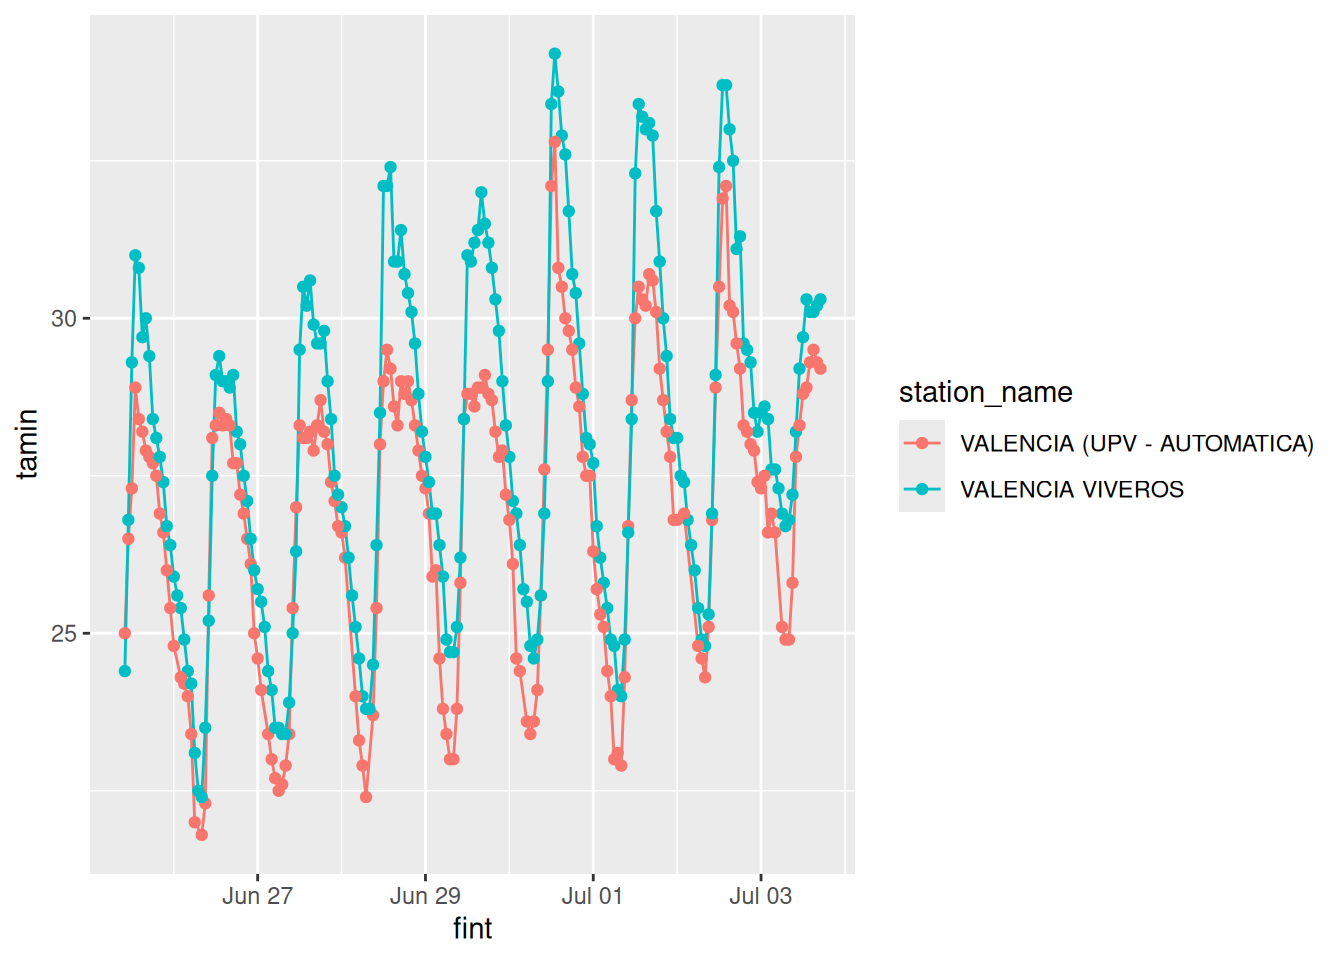 tamin
30
25
Jun 27
Jun 29
Jul 01
Jul 03
fint
station_name
VALENCIA (UPV - AUTOMATICA)
VALENCIA VIVEROS